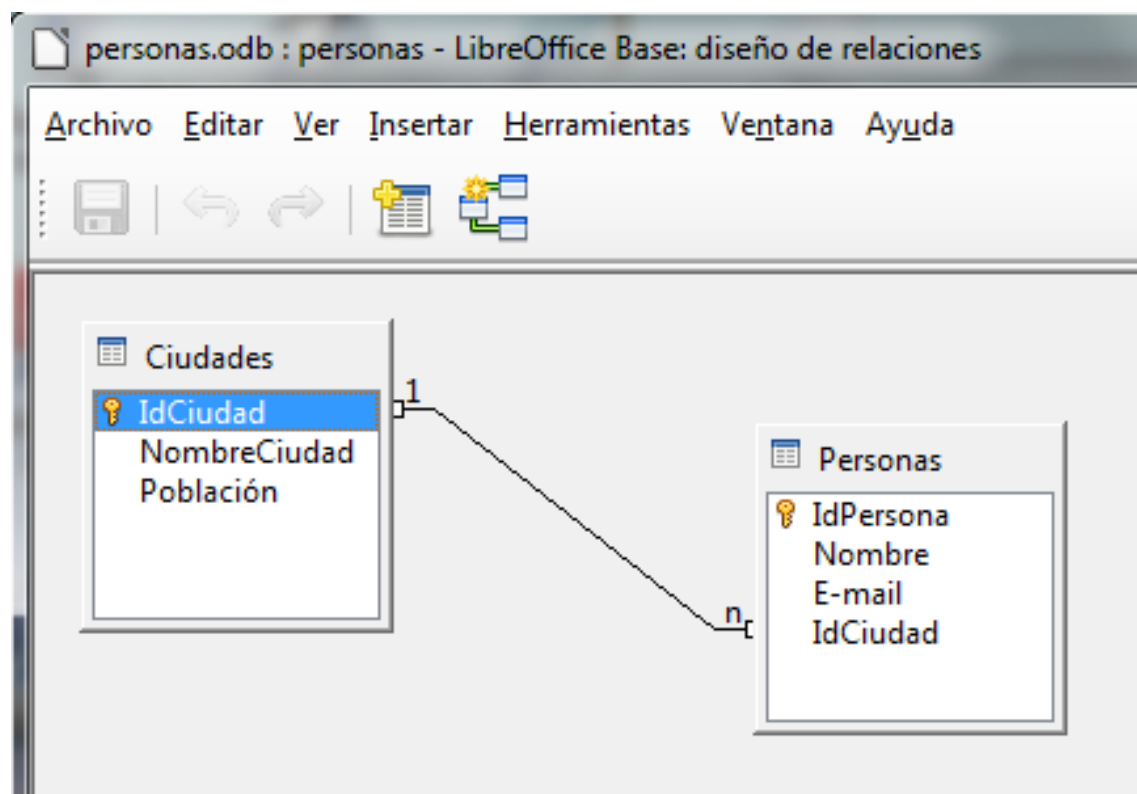 personas.odb : personas - LibreOffice Base: diseño de relaciones
Archivo Editar Ver Insertar Herramientas Ventana Ayuda
Ciudades
IdCiudad
NombreCiudad
Población
1
n
Personas
IdPersona
Nombre
E-mail
IdCiudad